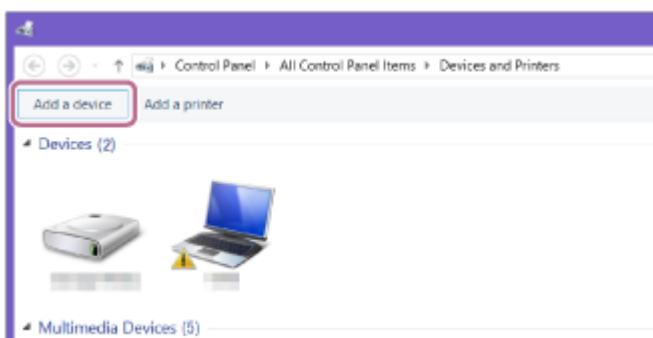 Control Panel All Control Panel Items Devices and Printers
Add a device Add a printer
Devices (2)
Multimedia Devices (5)